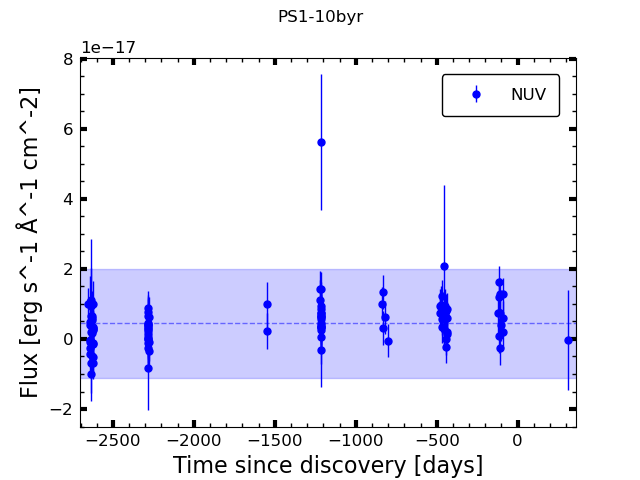 PS1-10byr
1e−17
NUV
8
6
4
2
0
−2
Flux [erg s^-1 Å^-1 cm^-2]
−2500 −2000 −1500 −1000 −500 0
Time since discovery [days]